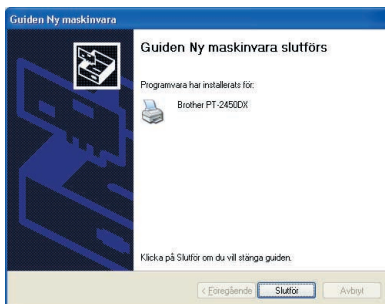 Guiden Ny maskinvara
Guiden Ny maskinvara slutförs
Programvara har installerats för:
Brother PT-2450DX
Klicka på Slutför om du vill stänga guiden.
< Föregående
Slutför
Avbryt